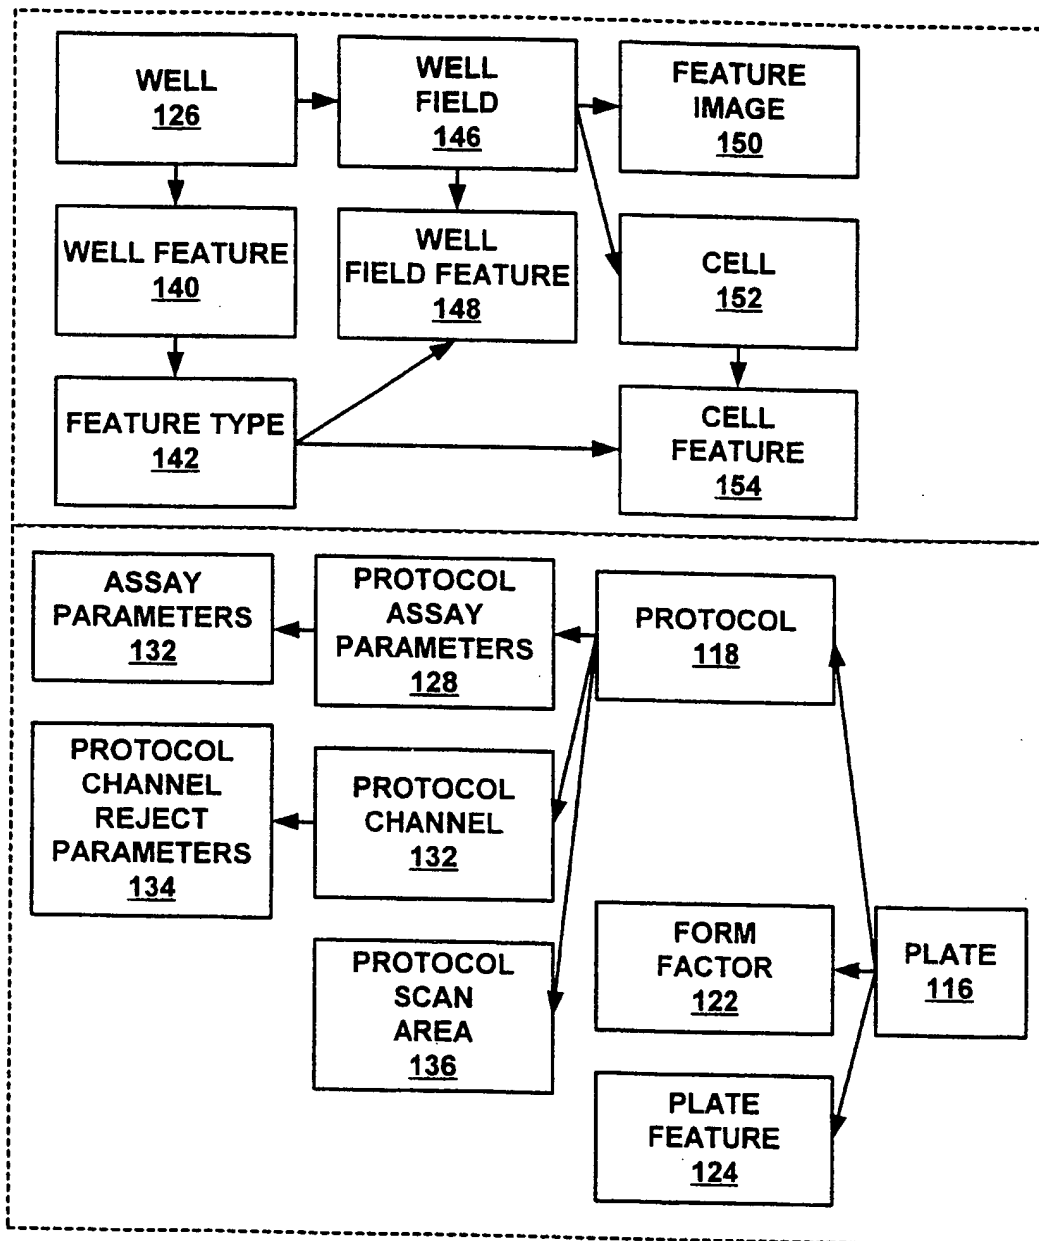 WELL
126
WELL
FIELD
146
FEATURE
IMAGE
150
WELL FEATURE
140
WELL
FIELD FEATURE
148
CELL
152
FEATURE TYPE
142
CELL
FEATURE
154
ASSAY
PARAMETERS
132
PROTOCOL
ASSAY
PARAMETERS
128
PROTOCOL
118
PROTOCOL
CHANNEL
REJECT
PARAMETERS
134
PROTOCOL
CHANNEL
132
PROTOCOL
SCAN
AREA
136
FORM
FACTOR
122
PLATE
116
PLATE
FEATURE
124